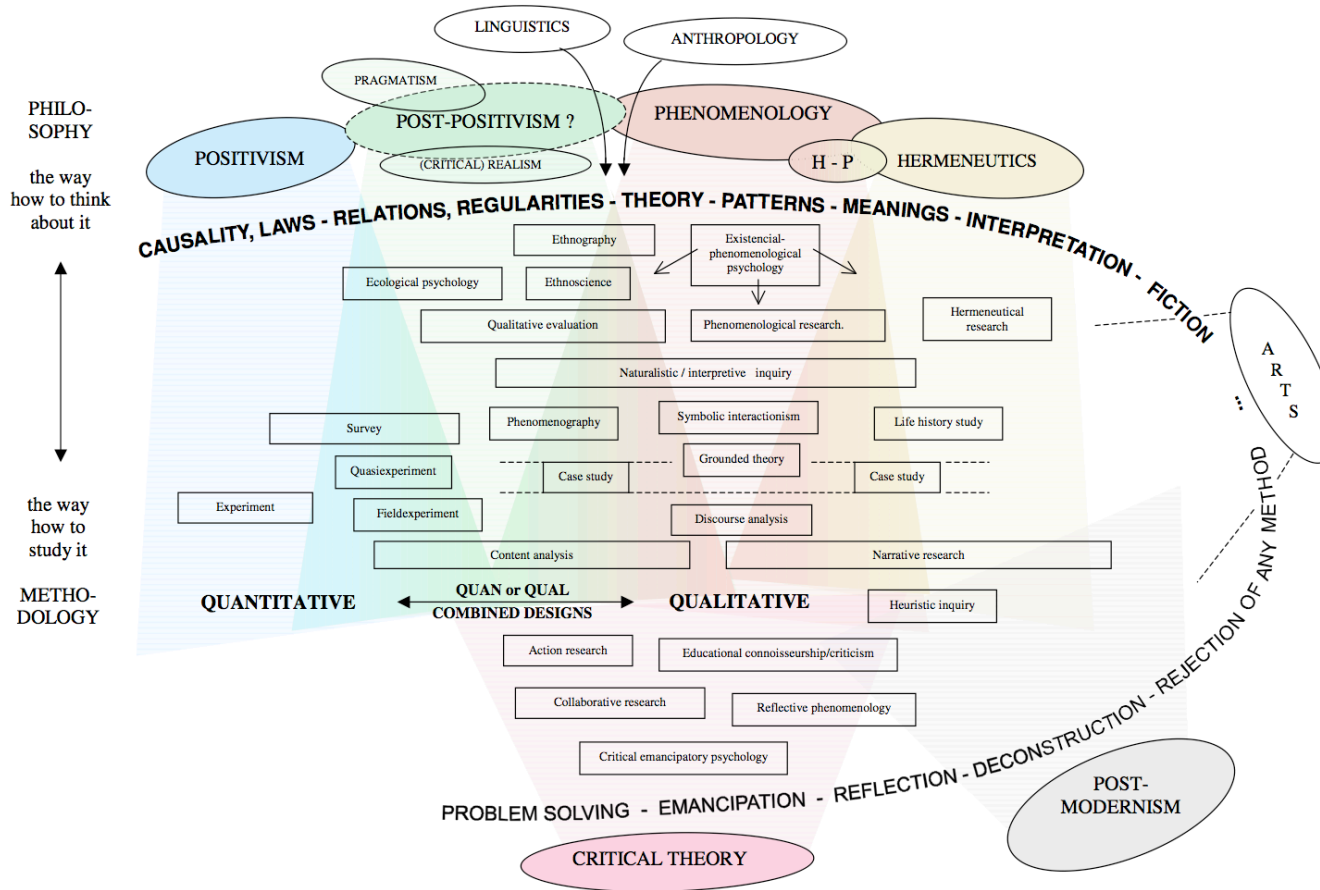 LINGUISTICS
ANTHROPOLOGY
PRAGMATISM
PHILO-
SOPHY
the way
how to think
about it
POSITIVISM
POST-POSITIVISM ?
(CRITICAL) REALISM
PHENOMENOLOGY
H - P
HERMENEUTICS
CAUSALITY, LAWS - RELATIONS, REGULARITIES - THEORY - PATTERNS - MEANINGS - INTERPRETATION - FICTION
Ethnography
Existencial-
phenomenological
psychology
Ecological psychology
Ethnoscience
Qualitative evaluation
Phenomenological research.
Hermeneutical
research
A
R
T
S
...
Naturalistic / interpretive inquiry
Survey
Phenomenography
Symbolic interactionism
Life history study
Quasiexperiment
Case study
Grounded theory
Case study
Experiment
Fieldexperiment
Discourse analysis
Content analysis
Narrative research
the way
how to
study it
METHO-
DOLOGY
QUANTITATIVE
QUAN or QUAL
COMBINED DESIGNS
QUALITATIVE
Heuristic inquiry
Action research
Educational connoisseurship/criticism
Collaborative research
Reflective phenomenology
Critical emancipatory psychology
PROBLEM SOLVING - EMANCIPATION - REFLECTION - DECONSTRUCTION - REJECTION OF ANY METHOD
POST-
MODERNISM
CRITICAL THEORY